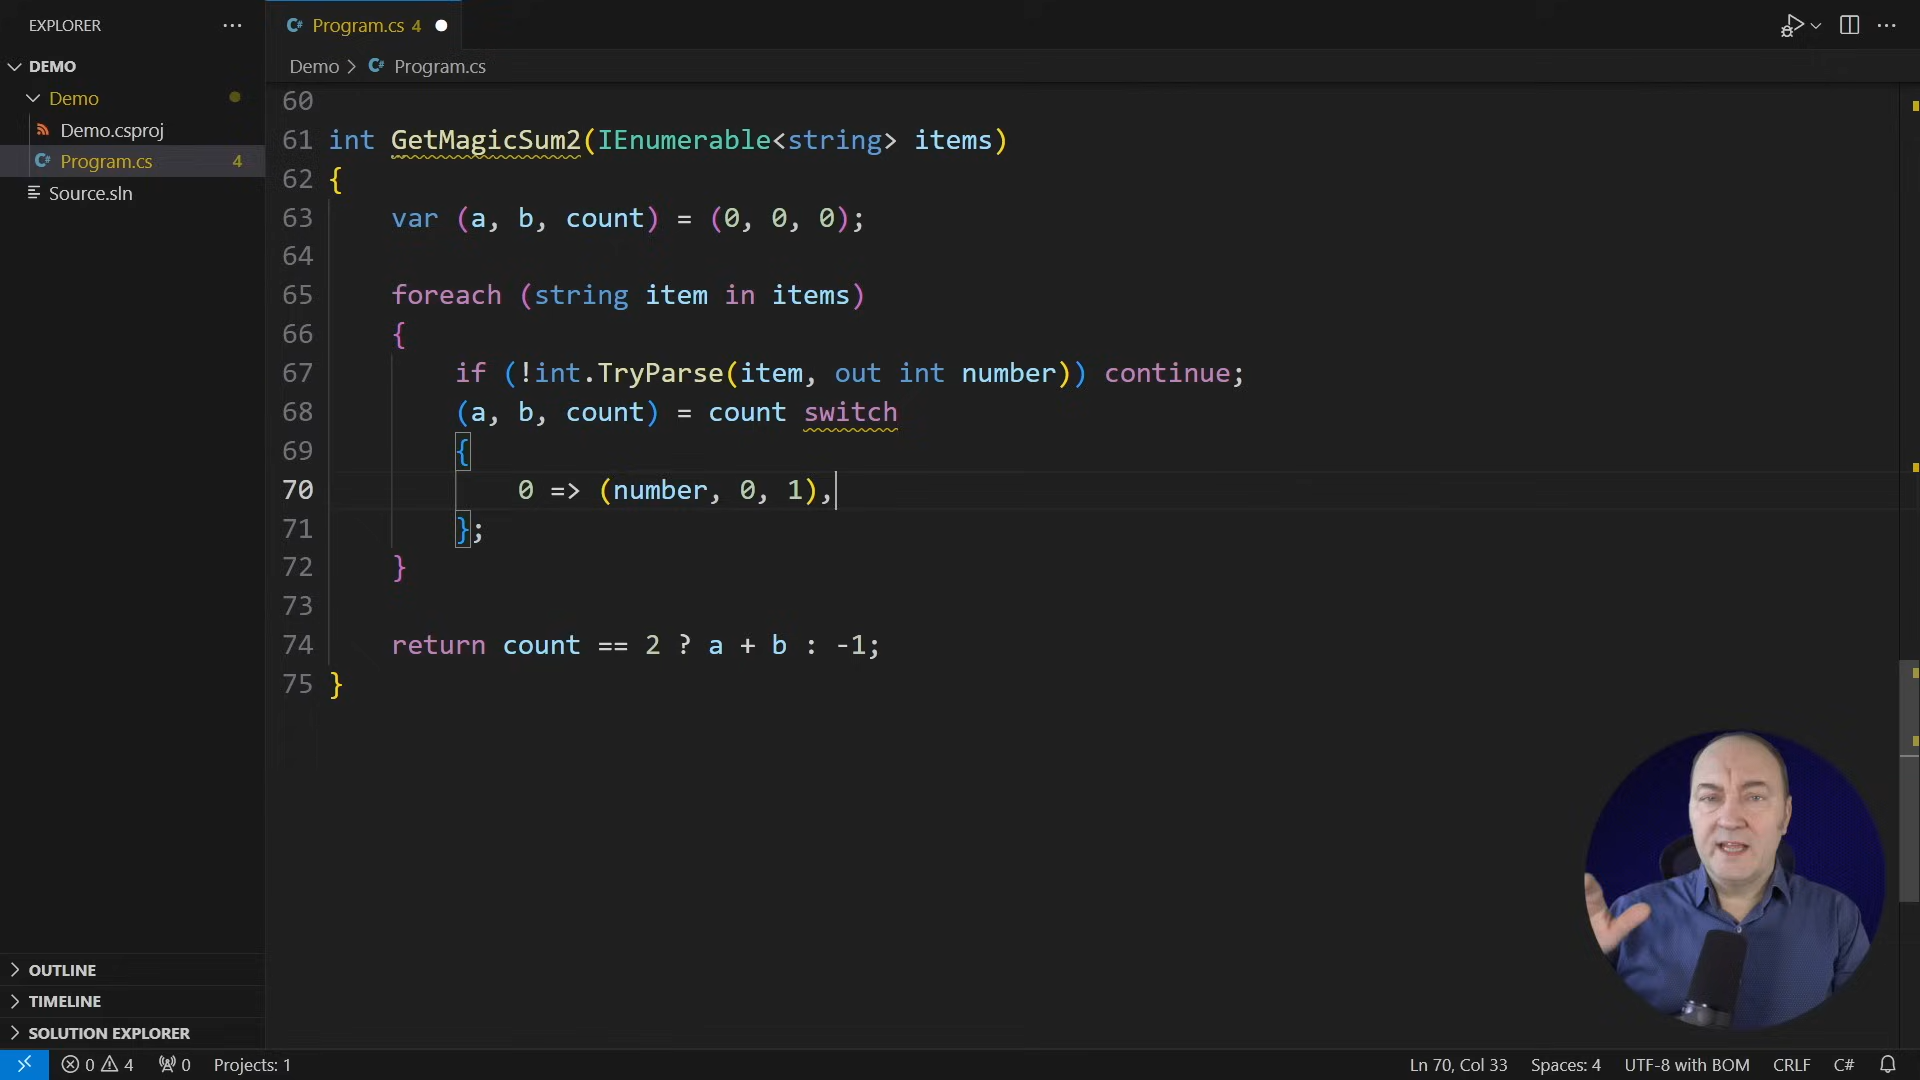 EXPLORER
DEMO
Demo
Demo.csproj
Program.cs 4
Source.sln
OUTLINE
TIMELINE
SOLUTION EXPLORER
C# Program.cs 4
Demo > C# Program.cs
60
61 int GetMagicSum2(IEnumerable<string> items)
62 {
63 var (a, b, count) = (0, 0, 0);
64
65 foreach (string item in items)
66 {
67 if (!int.TryParse(item, out int number)) continue;
68 (a, b, count) = count switch
69 {
70 0 => (number, 0, 1),
71 };
72 }
73
74 return count == 2 ? a + b : -1;
75 }
0 4 0 Projects: 1 Ln 70, Col 33 Spaces: 4 UTF-8 with BOM CRLF C#